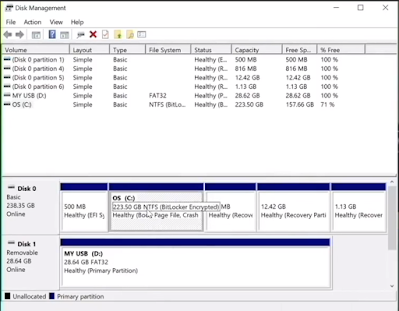 Disk Management
File Action View Help
Volume Layout Type File System Status Capacity Free Sp... % Free
(Disk 0 partition 1) Simple Basic Healthy (E... 500 MB 500 MB 100 %
(Disk 0 partition 4) Simple Basic Healthy (R... 816 MB 816 MB 100 %
(Disk 0 partition 5) Simple Basic Healthy (R... 12.42 GB 12.42 GB 100 %
(Disk 0 partition 6) Simple Basic Healthy (R... 1.13 GB 1.13 GB 100 %
MY USB (D:) Simple Basic FAT32 Healthy (P... 28.62 GB 28.62 GB 100 %
OS (C:) Simple Basic NTFS (BitLo... Healthy (B... 223.50 GB 157.66 GB 71 %
Disk 0
Basic
238.35 GB
Online
500 MB
Healthy (EFI S
OS (C:)
223.50 GB NTFS (BitLocker Encrypted)
Healthy (Boot, Page File, Crash
MB
Healthy (Recov
12.42 GB
Healthy (Recovery Parti
1.13 GB
Healthy (Recover
Disk 1
Removable
28.64 GB
Online
MY USB (D:)
28.64 GB FAT32
Healthy (Primary Partition)
Unallocated Primary partition